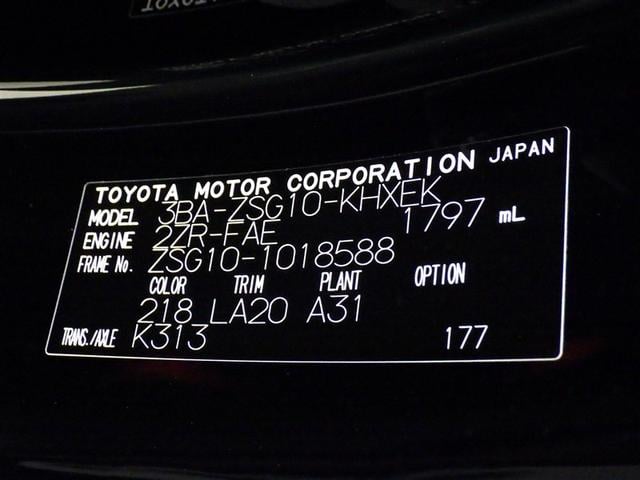 TOYOTA MOTOR CORPORATION JAPAN
MODEL 3BA-ZSG10-KHXEK
ENGINE 2ZR-FAE 1797 mL
FRAME No. ZSG10-1018588
COLOR TRIM PLANT OPTION
218 LA20 A31
TRANS./AXLE K313 177